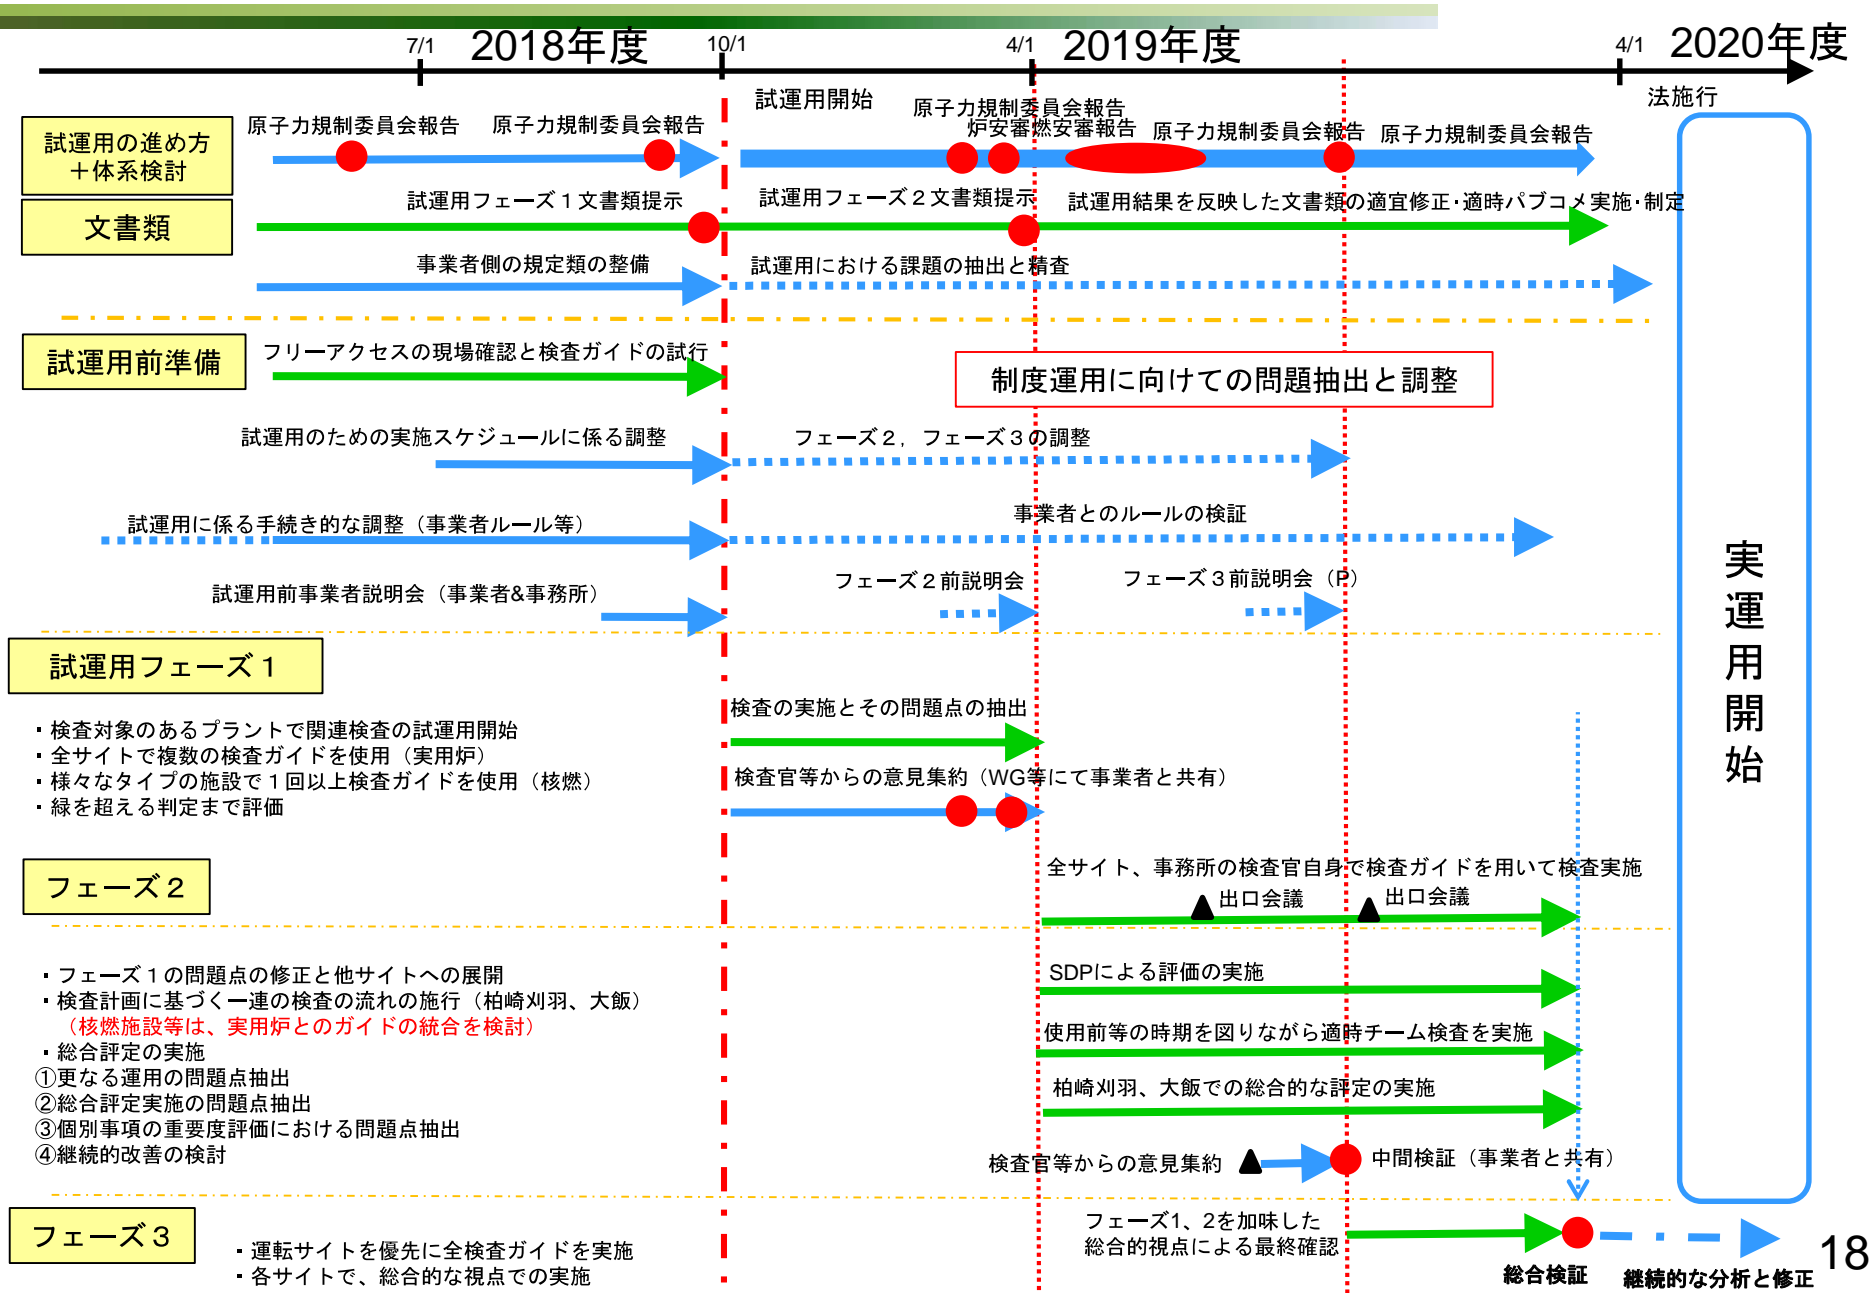 2018年度
2019年度
2020年度
7/1
10/1
4/1
4/1
試運用開始
法施行
試運用の進め方
＋体系検討
原子力規制委員会報告
原子力規制委員会報告
原子力規制委員会報告
炉安審燃安審報告
原子力規制委員会報告
原子力規制委員会報告
文書類
試運用フェーズ１文書類提示
試運用フェーズ２文書類提示
試運用結果を反映した文書類の適宜修正・適時パブコメ実施・制定
事業者側の規定類の整備
試運用における課題の抽出と精査
試運用前準備
フリーアクセスの現場確認と検査ガイドの試行
制度運用に向けての問題抽出と調整
試運用のための実施スケジュールに係る調整
フェーズ２，フェーズ３の調整
試運用に係る手続き的な調整（事業者ルール等）
事業者とのルールの検証
試運用前事業者説明会（事業者&事務所）
フェーズ２前説明会
フェーズ３前説明会（P）
実運用開始
試運用フェーズ１
・検査対象のあるプラントで関連検査の試運用開始
・全サイトで複数の検査ガイドを使用（実用炉）
・様々なタイプの施設で１回以上検査ガイドを使用（核燃）
・緑を超える判定まで評価
検査の実施とその問題点の抽出
検査官等からの意見集約（WG等にて事業者と共有）
フェーズ２
全サイト、事務所の検査官自身で検査ガイドを用いて検査実施
出口会議
出口会議
・フェーズ１の問題点の修正と他サイトへの展開
・検査計画に基づく一連の検査の流れの施行（柏崎刈羽、大飯）
（核燃施設等は、実用炉とのガイドの統合を検討）
・総合評定の実施
①更なる運用の問題点抽出
②総合評定実施の問題点抽出
③個別事項の重要度評価における問題点抽出
④継続的改善の検討
SDPによる評価の実施
使用前等の時期を図りながら適時チーム検査を実施
柏崎刈羽、大飯での総合的な評定の実施
検査官等からの意見集約
中間検証（事業者と共有）
フェーズ３
・運転サイトを優先に全検査ガイドを実施
・各サイトで、総合的な視点での実施
フェーズ1、2を加味した
総合的視点による最終確認
総合検証
継続的な分析と修正
18